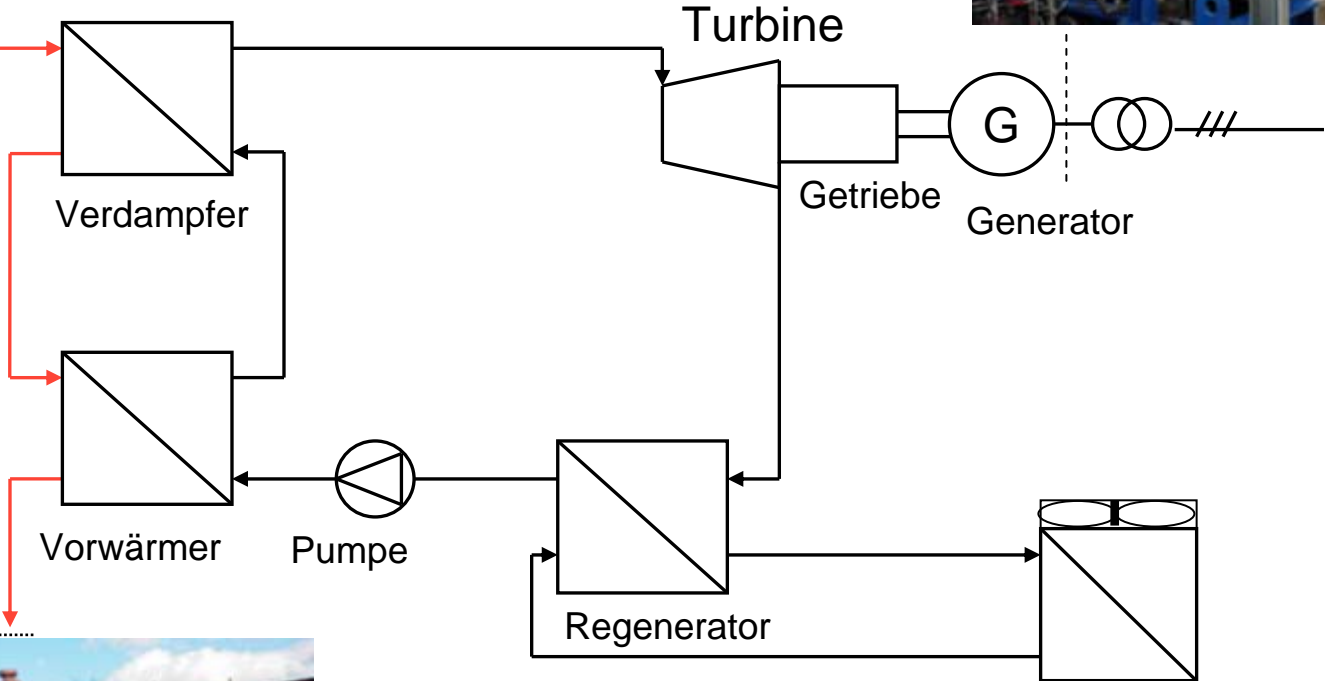 Turbine
G
Getriebe
Generator
Verdampfer
Vorwärmer
Pumpe
Regenerator